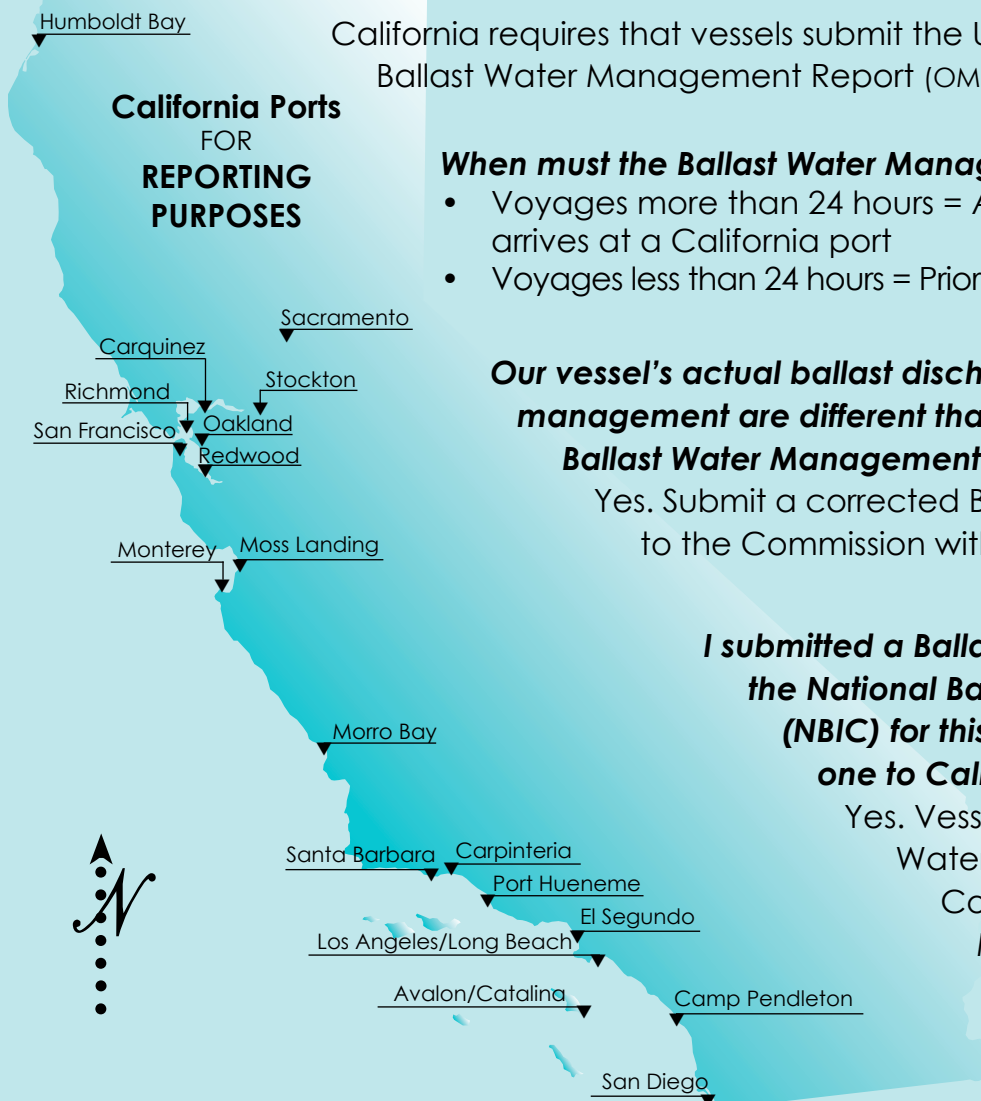 Humboldt Bay
California requires that vessels submit the U
Ballast Water Management Report (OM
California Ports
FOR
REPORTING
PURPOSES
When must the Ballast Water Manag
• Voyages more than 24 hours = A
arrives at a California port
• Voyages less than 24 hours = Prior
Sacramento
Carquinez
Stockton
Richmond
Oakland
San Francisco
Redwood
Our vessel's actual ballast disch
management are different tha
Ballast Water Management
Yes. Submit a corrected B
to the Commission wit
Monterey
Moss Landing
I submitted a Balla
the National Ba
(NBIC) for this
one to Cali
Yes. Vess
Wate
Co
Morro Bay
Santa Barbara
Carpinteria
Port Hueneme
El Segundo
Los Angeles/Long Beach
Avalon/Catalina
Camp Pendleton
San Diego
N